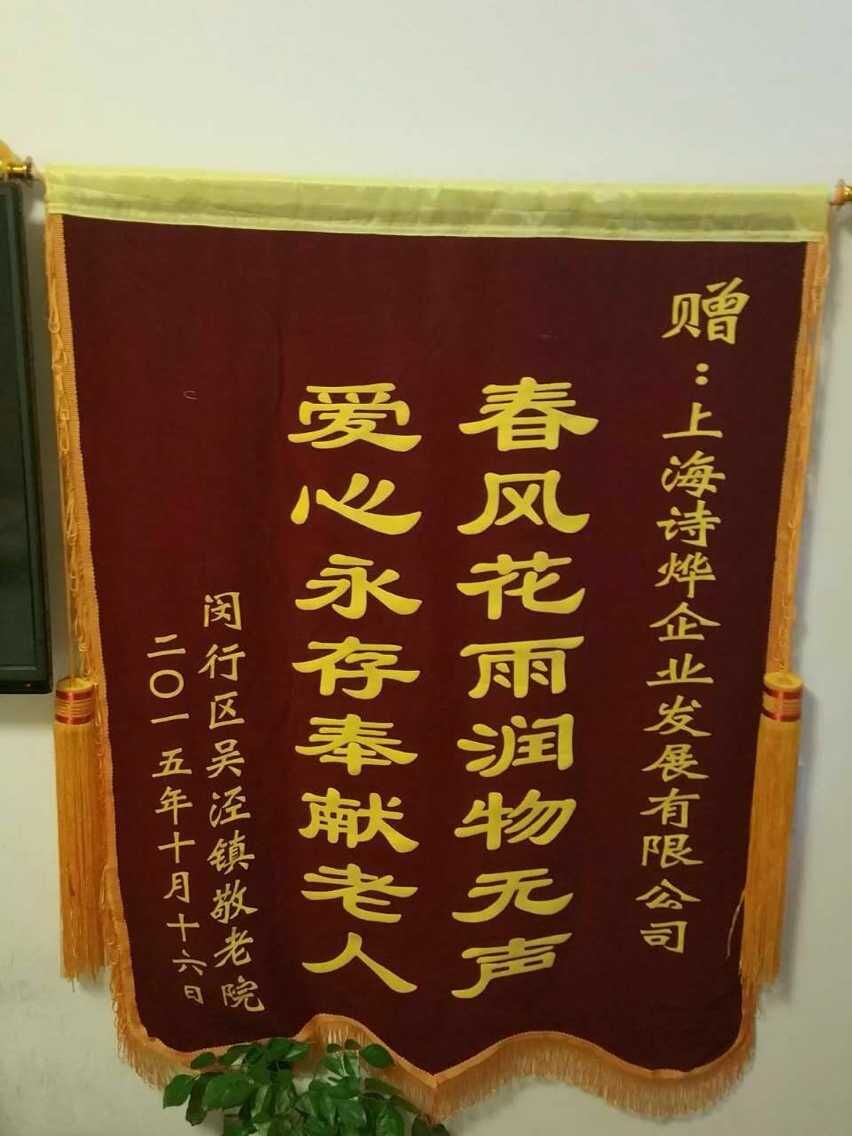 赠：上海诗烨企业发展有限公司
春风花雨润物无声
爱心永存奉献老人
闵行区吴泾镇敬老院
二〇一五年十月十六日